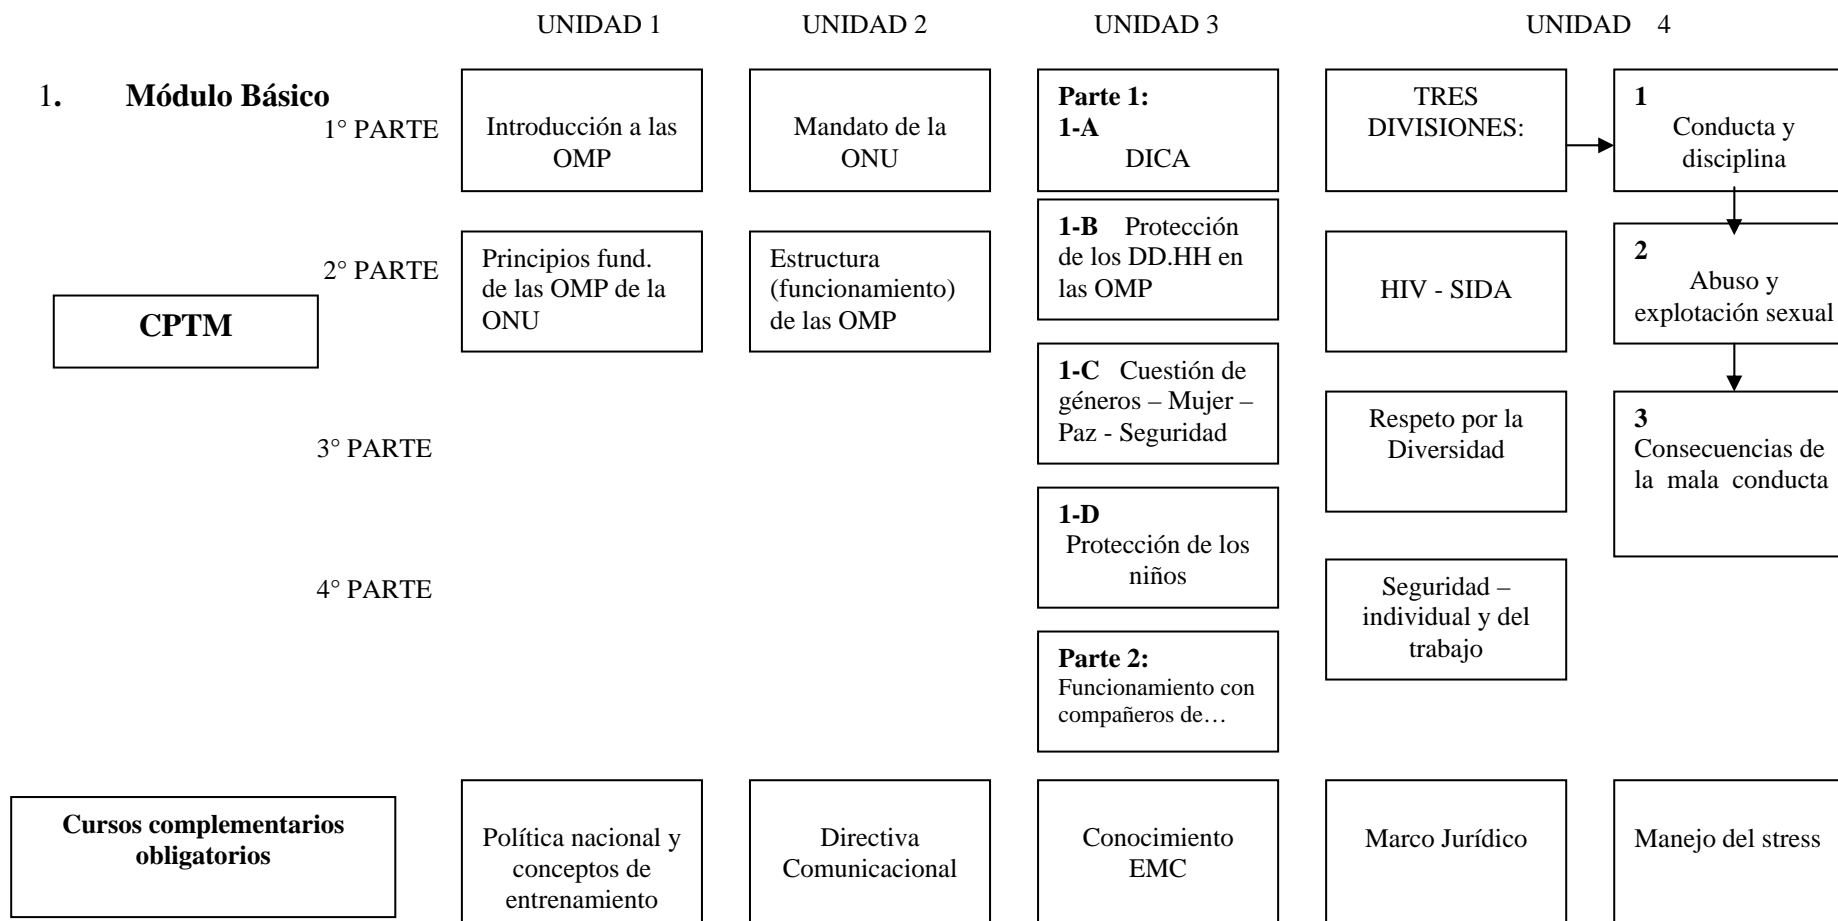 UNIDAD 1
UNIDAD 2
UNIDAD 3
UNIDAD 4
1. Módulo Básico
1° PARTE
Introducción a las
OMP
Mandato de la
ONU
Parte 1:
1-A
DICA
TRES
DIVISIONES:
1
Conducta y
disciplina
2° PARTE
CPTM
Principios fund.
de las OMP de la
ONU
Estructura
(funcionamiento)
de las OMP
1-B Protección
de los DD.HH en
las OMP
HIV - SIDA
2
Abuso y
explotación sexual
3° PARTE
1-C Cuestión de
géneros – Mujer –
Paz - Seguridad
Respeto por la
Diversidad
3
Consecuencias de
la mala conducta
4° PARTE
1-D
Protección de los
niños
Seguridad –
individual y del
trabajo
Parte 2:
Funcionamiento con
compañeros de…
Cursos complementarios
obligatorios
Política nacional y
conceptos de
entrenamiento
Directiva
Comunicacional
Conocimiento
EMC
Marco Jurídico
Manejo del stress